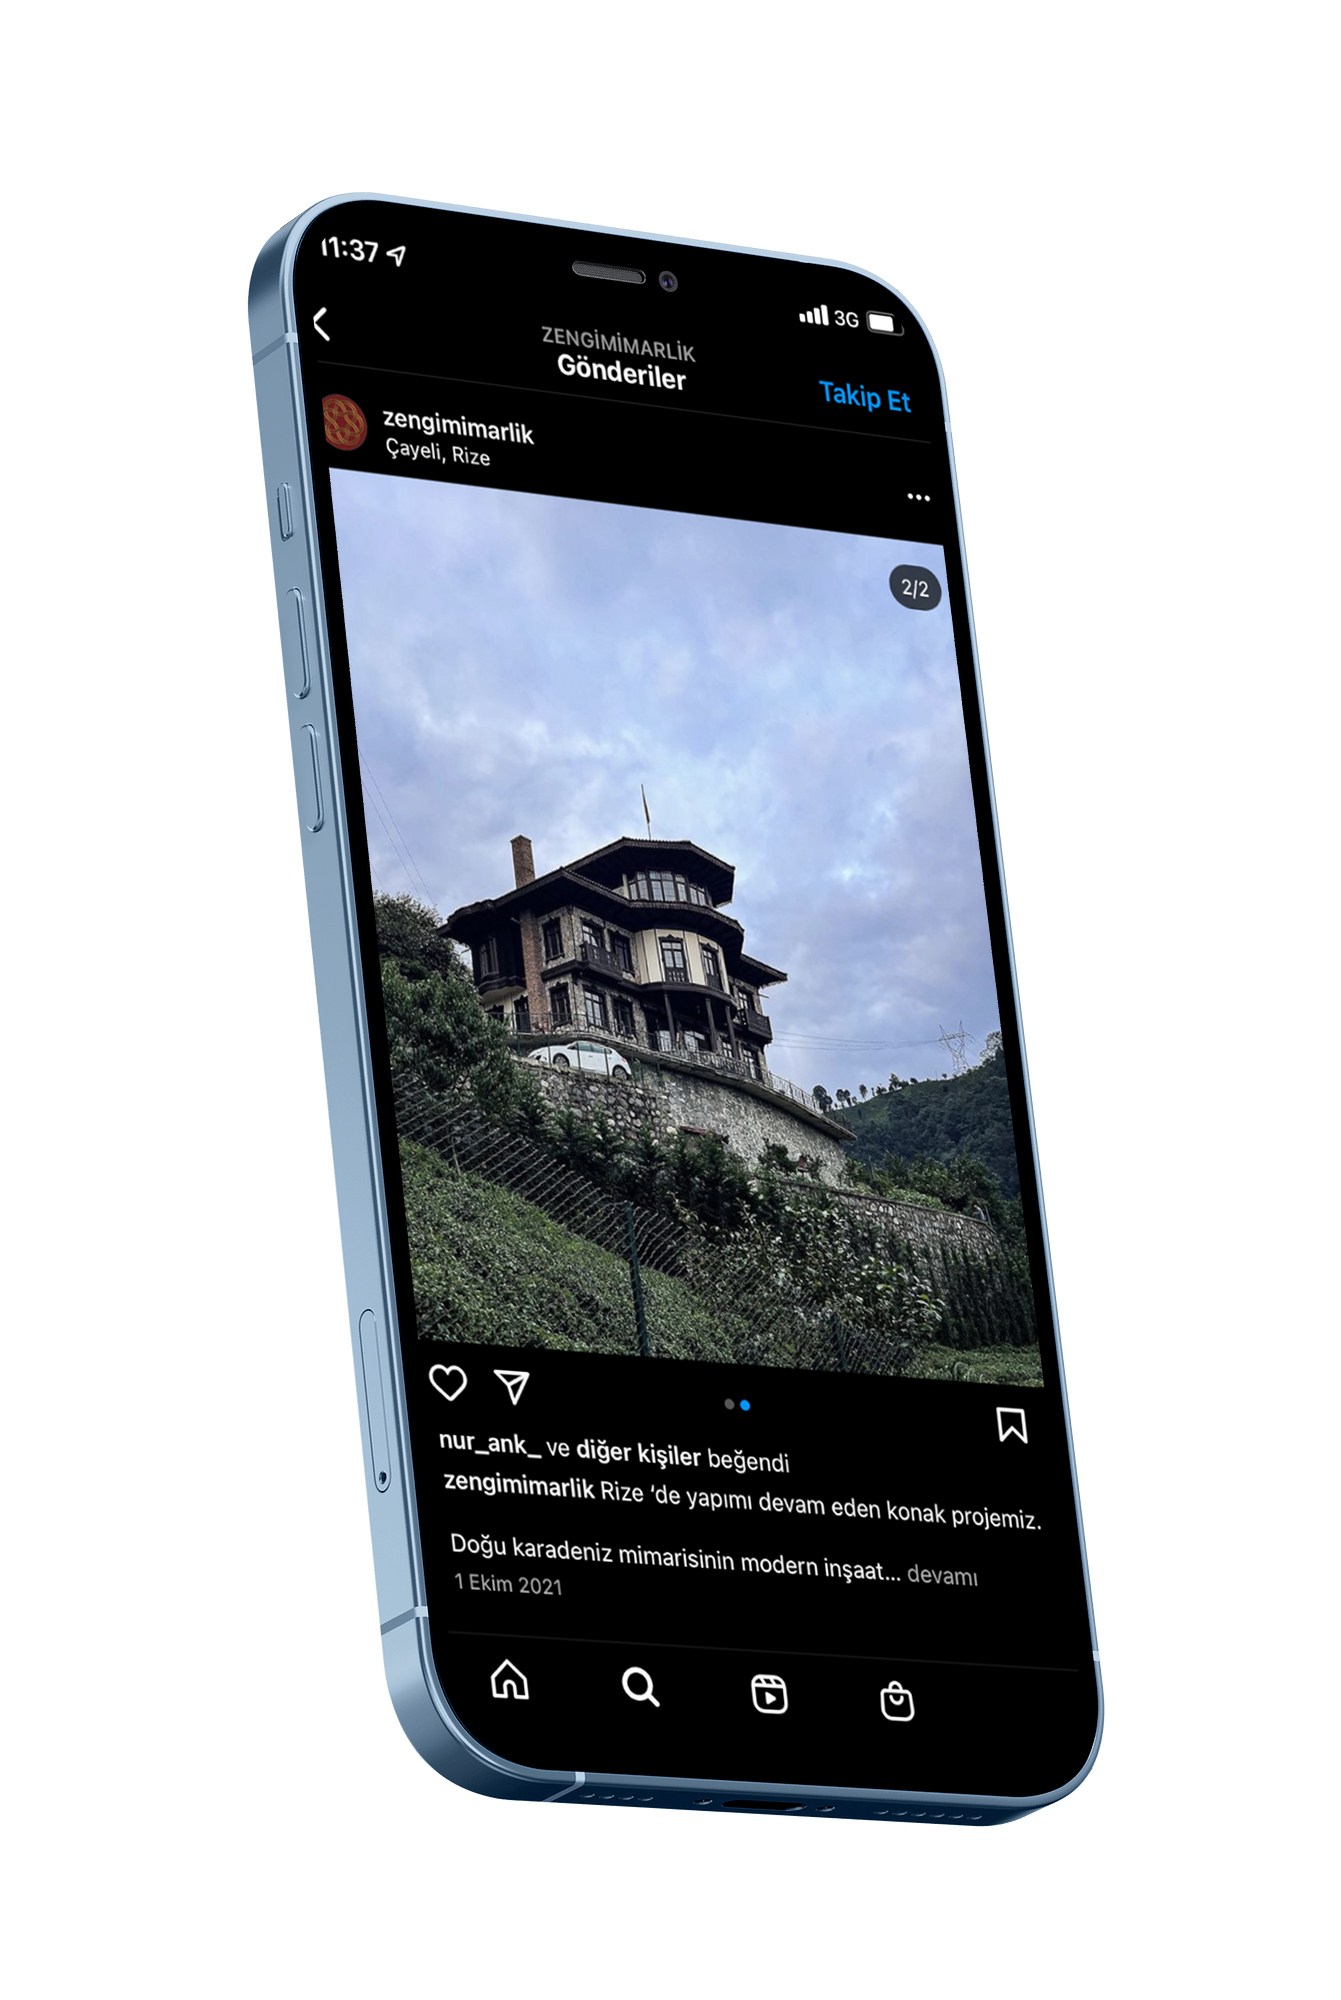 11:37
3G
ZENGİMİMARLİK
Gönderiler
Takip Et
zengimimarlik
Çayeli, Rize
2/2
nur_ank_ ve diğer kişiler beğendi
zengimimarlik Rize ‘de yapımı devam eden konak projemiz.
Doğu karadeniz mimarisinin modern inşaat... devamı
1 Ekim 2021